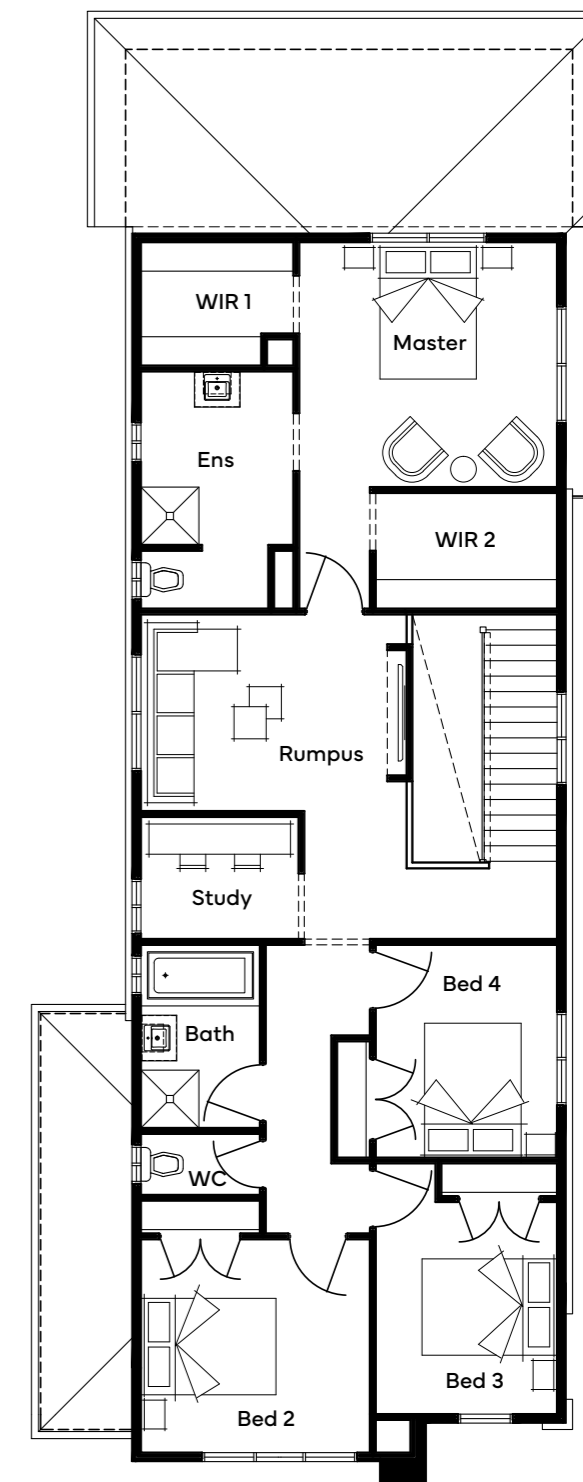 WIR 1
Master
Ens
WIR 2
Rumpus
Study
Bed 4
Bath
WC
Bed 3
Bed 2